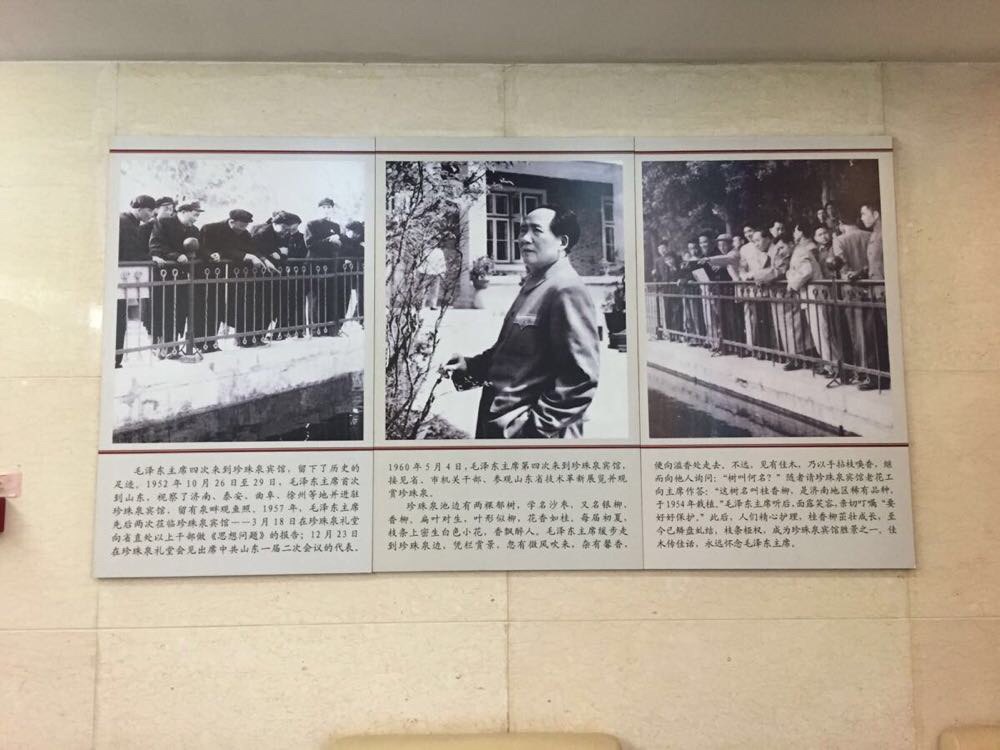 毛泽东主席四次来到珍珠泉宾馆，留下了历史的
足迹。1952年10月26日至29日，毛泽东主席首次
到山东，视察了济南、泰安、曲阜、徐州等地并进驻
珍珠泉宾馆，留有泉畔观鱼照。1957年，毛泽东主席
先后两次莅临珍珠泉宾馆——3月18日在珍珠泉礼堂
向省直处以上干部做《思想问题》的报告；12月23日
在珍珠泉礼堂会见出席中共山东一届二次会议的代表。
1960年5月4日，毛泽东主席第四次来到珍珠泉宾馆，
接见省、市机关干部、参观山东省技术革新展览并观
赏珍珠泉。
珍珠泉池边有两棵郁树，学名沙枣，又名银柳，
香柳，扁叶对生，叶形似柳，花香如桂，每届初夏，
枝条上密生白色小花，香飘醉人。毛泽东主席缓步走
到珍珠泉边，凭栏赏景，忽有微风吹来，杂有馨香，
便向溢香处走去。不远，见有佳木，乃以手拈枝嗅香，继
而向他人询问：“树叫何名？”随者请珍珠泉宾馆老花工
向主席作答：“这树名叫桂香柳，是济南地区稀有品种，
于1954年栽植。”毛泽东主席听后，面露笑容，亲切叮嘱“要
好好保护。”此后，人们精心护理，桂香柳茁壮成长，至
今已鳞盘虬结，枝条桠杈，成为珍珠泉宾馆胜景之一。佳
木传佳话，永远怀念毛泽东主席。